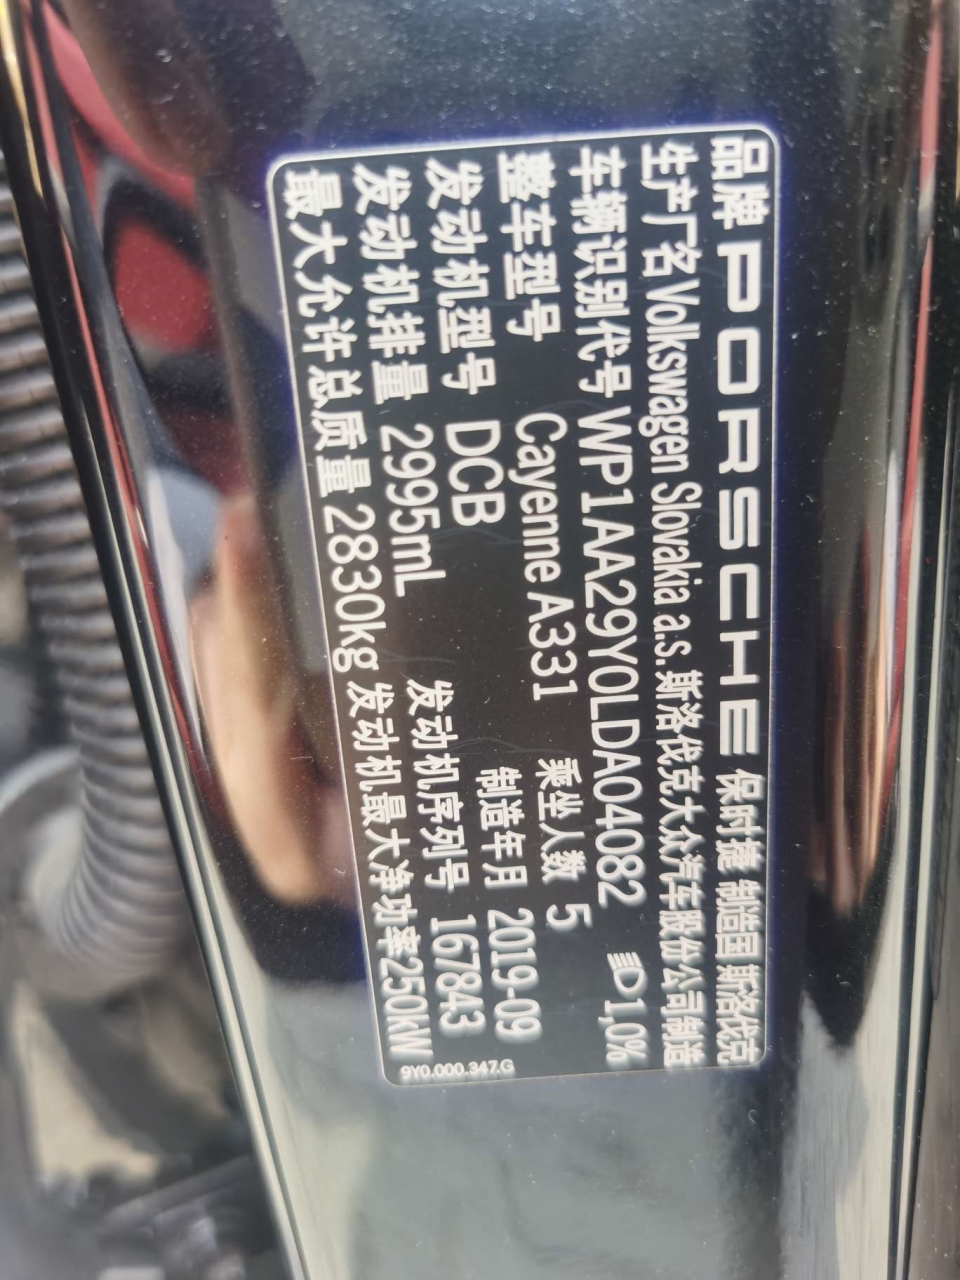 品牌 PORSCHE 保时捷 制造国 斯洛伐克
生产厂名 Volkswagen Slovakia a.s. 斯洛伐克大众汽车股份公司制造
车辆识别代号 WP1AA29Y0LDA04082 1,0%
整车型号 Cayenne A331 乘坐人数 5
发动机型号 DCB 制造年月 2019-09
发动机排量 2995mL 发动机序列号 167843
最大允许总质量 2830kg 发动机最大净功率250kW
9Y0.000.347.G